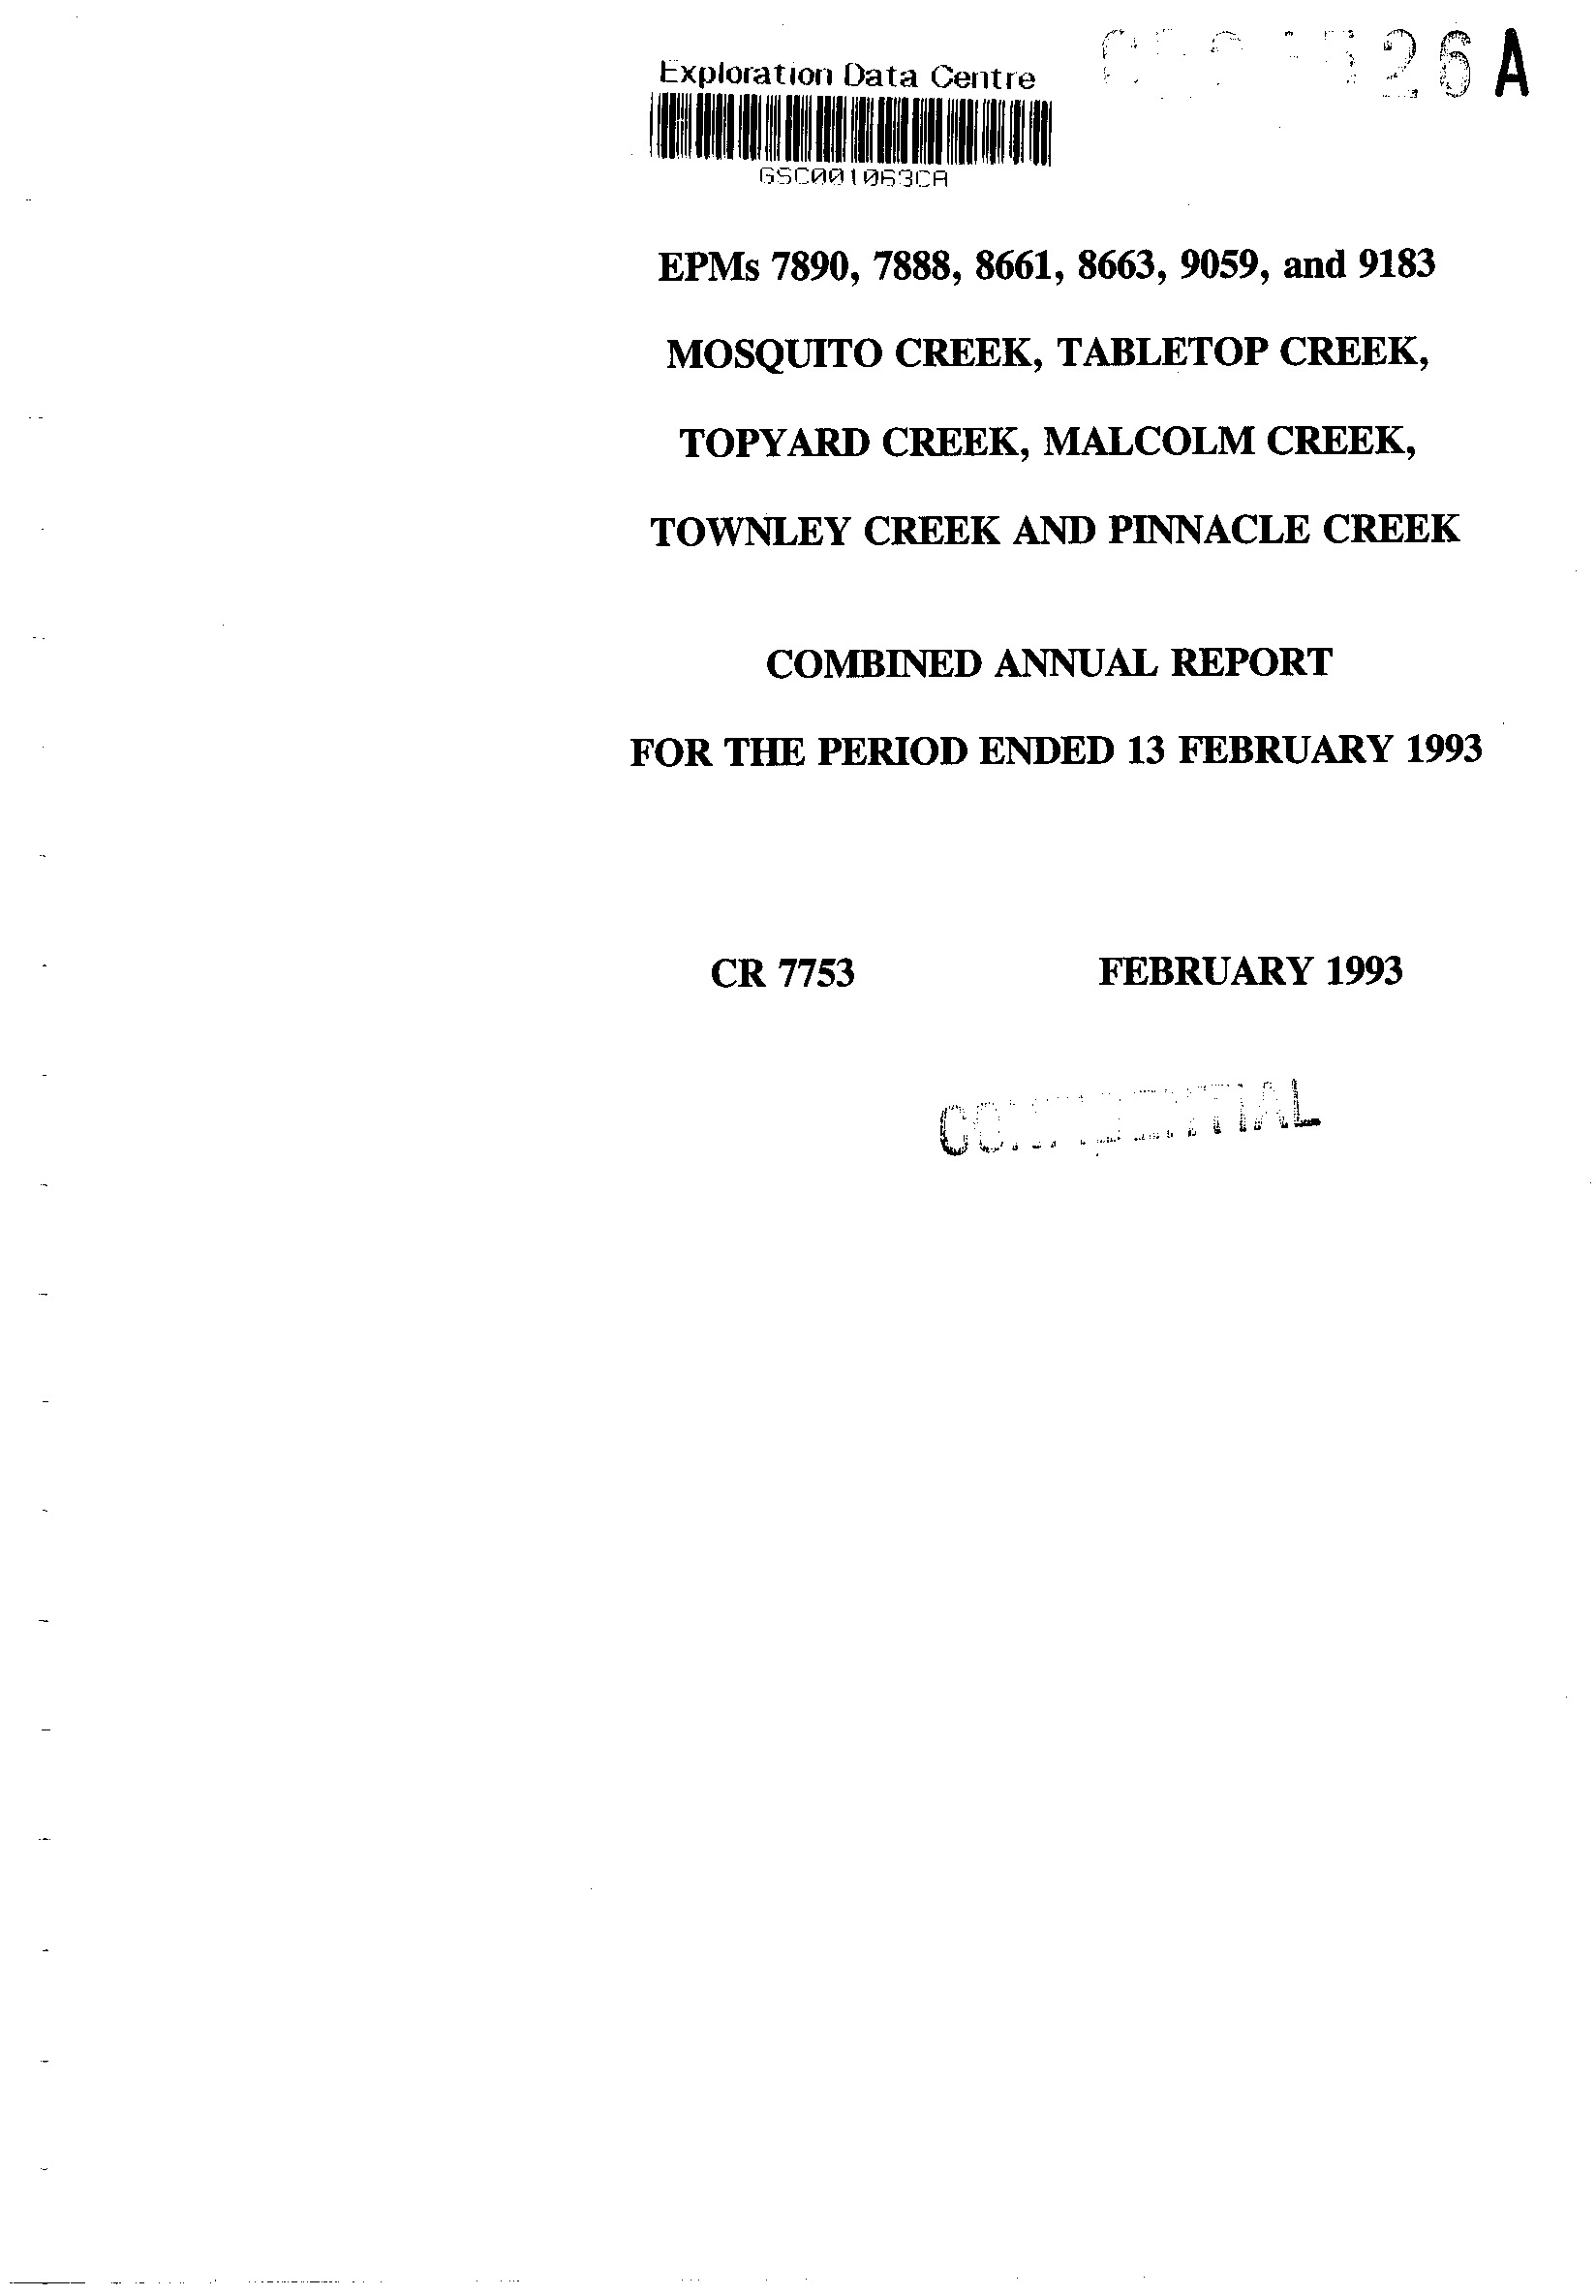 Exploration Data Centre
26 A
GSC001063CA
EPMs 7890, 7888, 8661, 8663, 9059, and 9183
MOSQUITO CREEK, TABLETOP CREEK,
TOPYARD CREEK, MALCOLM CREEK,
TOWNLEY CREEK AND PINNACLE CREEK
COMBINED ANNUAL REPORT
FOR THE PERIOD ENDED 13 FEBRUARY 1993
CR 7753 FEBRUARY 1993
CONFIDENTIAL